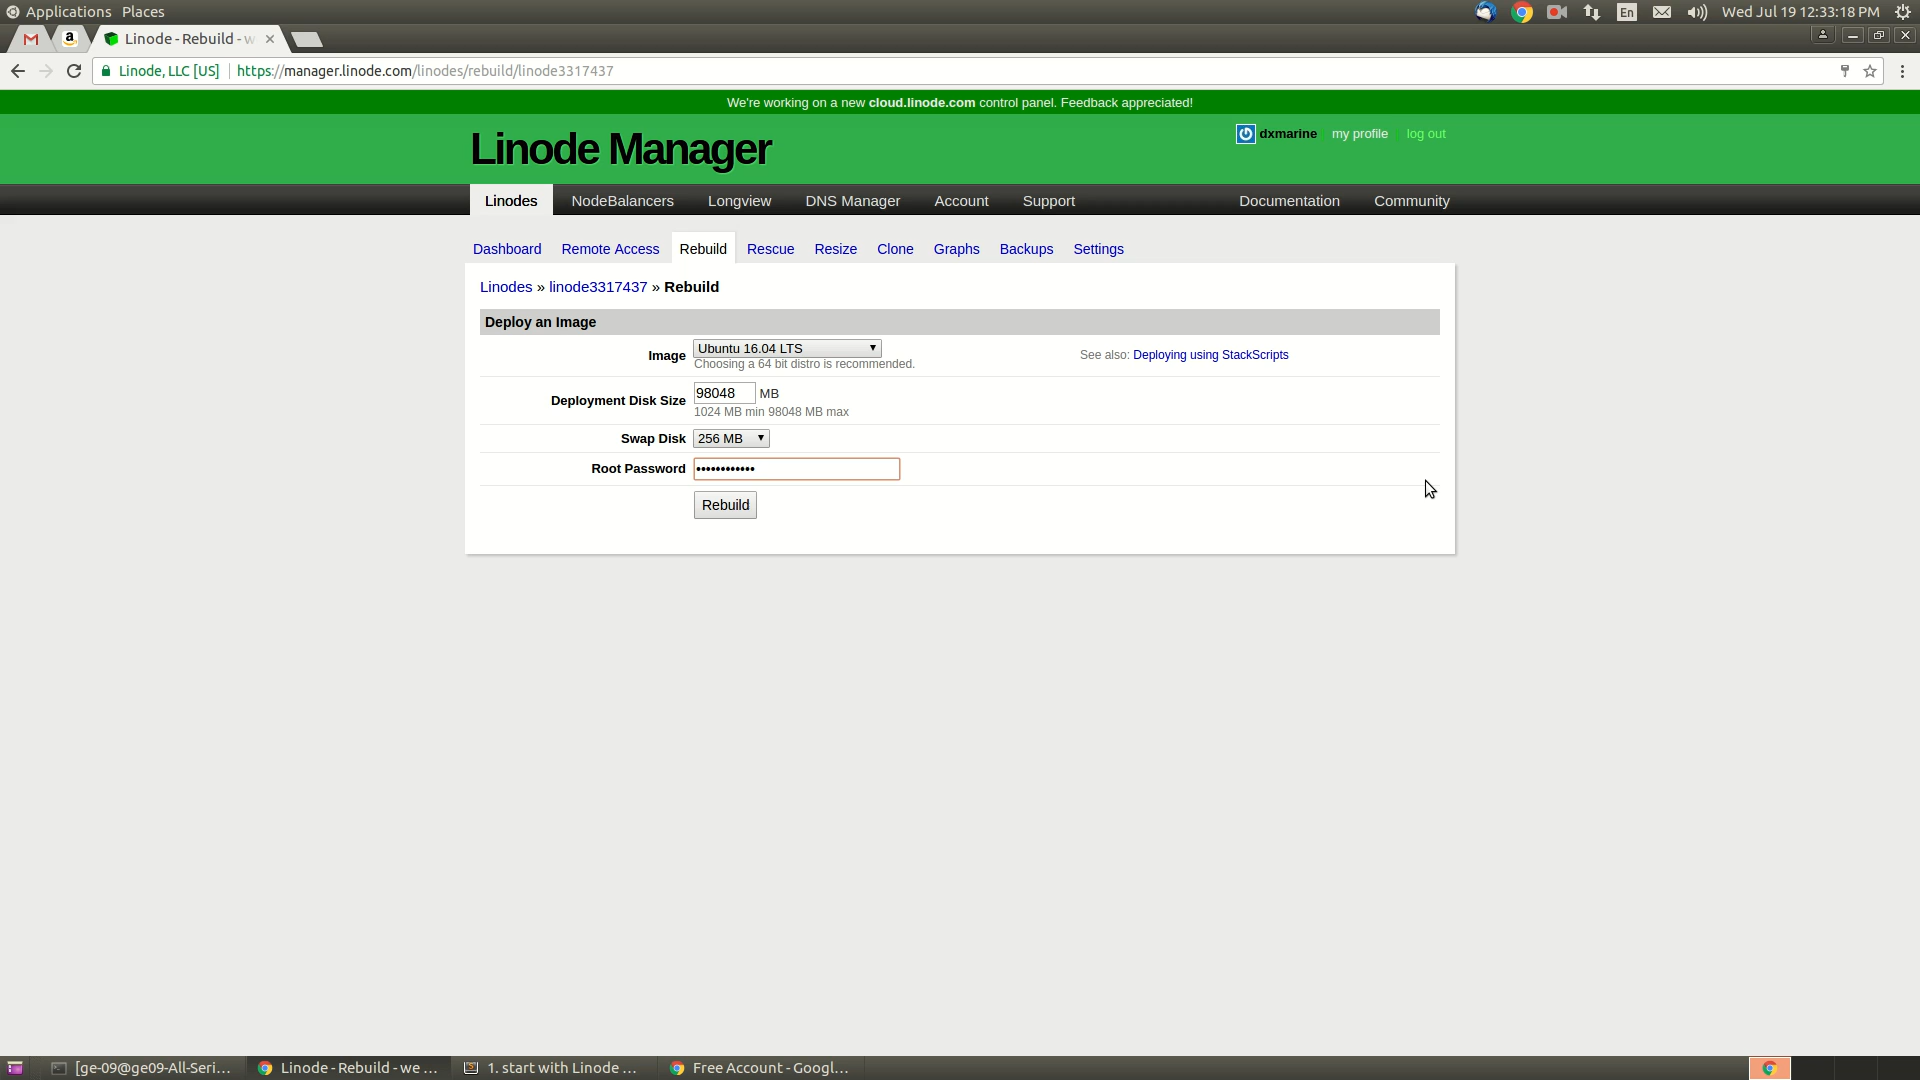 Applications Places
En
Wed Jul 19 12:33:18 PM
Linode - Rebuild - w
Linode, LLC [US] https://manager.linode.com/linodes/rebuild/linode3317437
We're working on a new cloud.linode.com control panel. Feedback appreciated!
Linode Manager
dxmarine my profile log out
Linodes NodeBalancers Longview DNS Manager Account Support Documentation Community
Dashboard Remote Access Rebuild Rescue Resize Clone Graphs Backups Settings
Linodes » linode3317437 » Rebuild
Deploy an Image
Image Ubuntu 16.04 LTS
Choosing a 64 bit distro is recommended.
See also: Deploying using StackScripts
Deployment Disk Size 98048 MB
1024 MB min 98048 MB max
Swap Disk 256 MB
Root Password ••••••••••••
Rebuild
[ge-09@ge09-All-Seri... Linode - Rebuild - we ... 1. start with Linode ... Free Account - Googl...